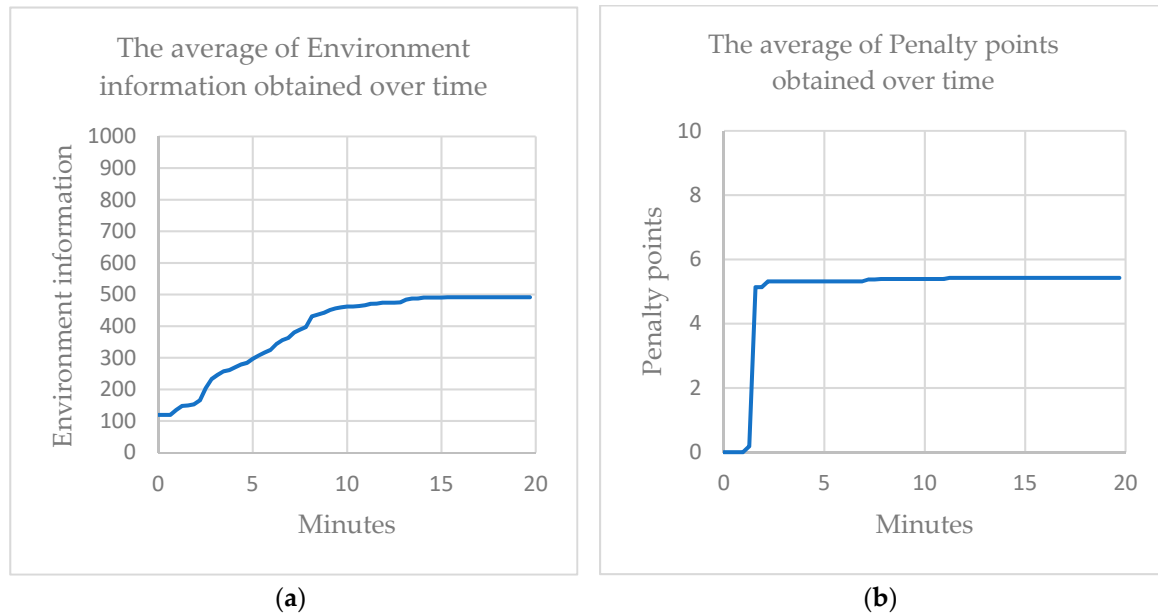 The average of Environment
information obtained over time
Environment information
1000
900
800
700
600
500
400
300
200
100
0
0 5 10 15 20
Minutes
(a)
The average of Penalty points
obtained over time
Penalty points
10
8
6
4
2
0
0 5 10 15 20
Minutes
(b)